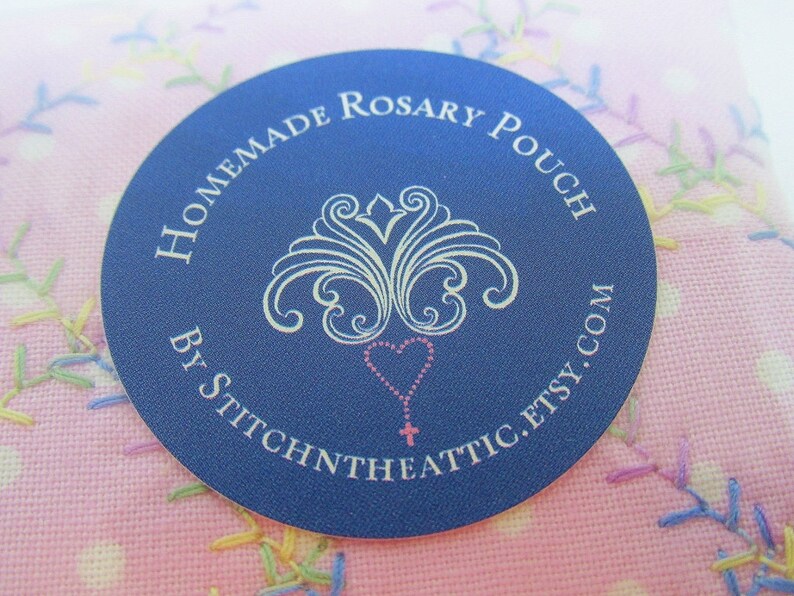 Homemade Rosary Pouch
By Stitchntheattic.etsy.com